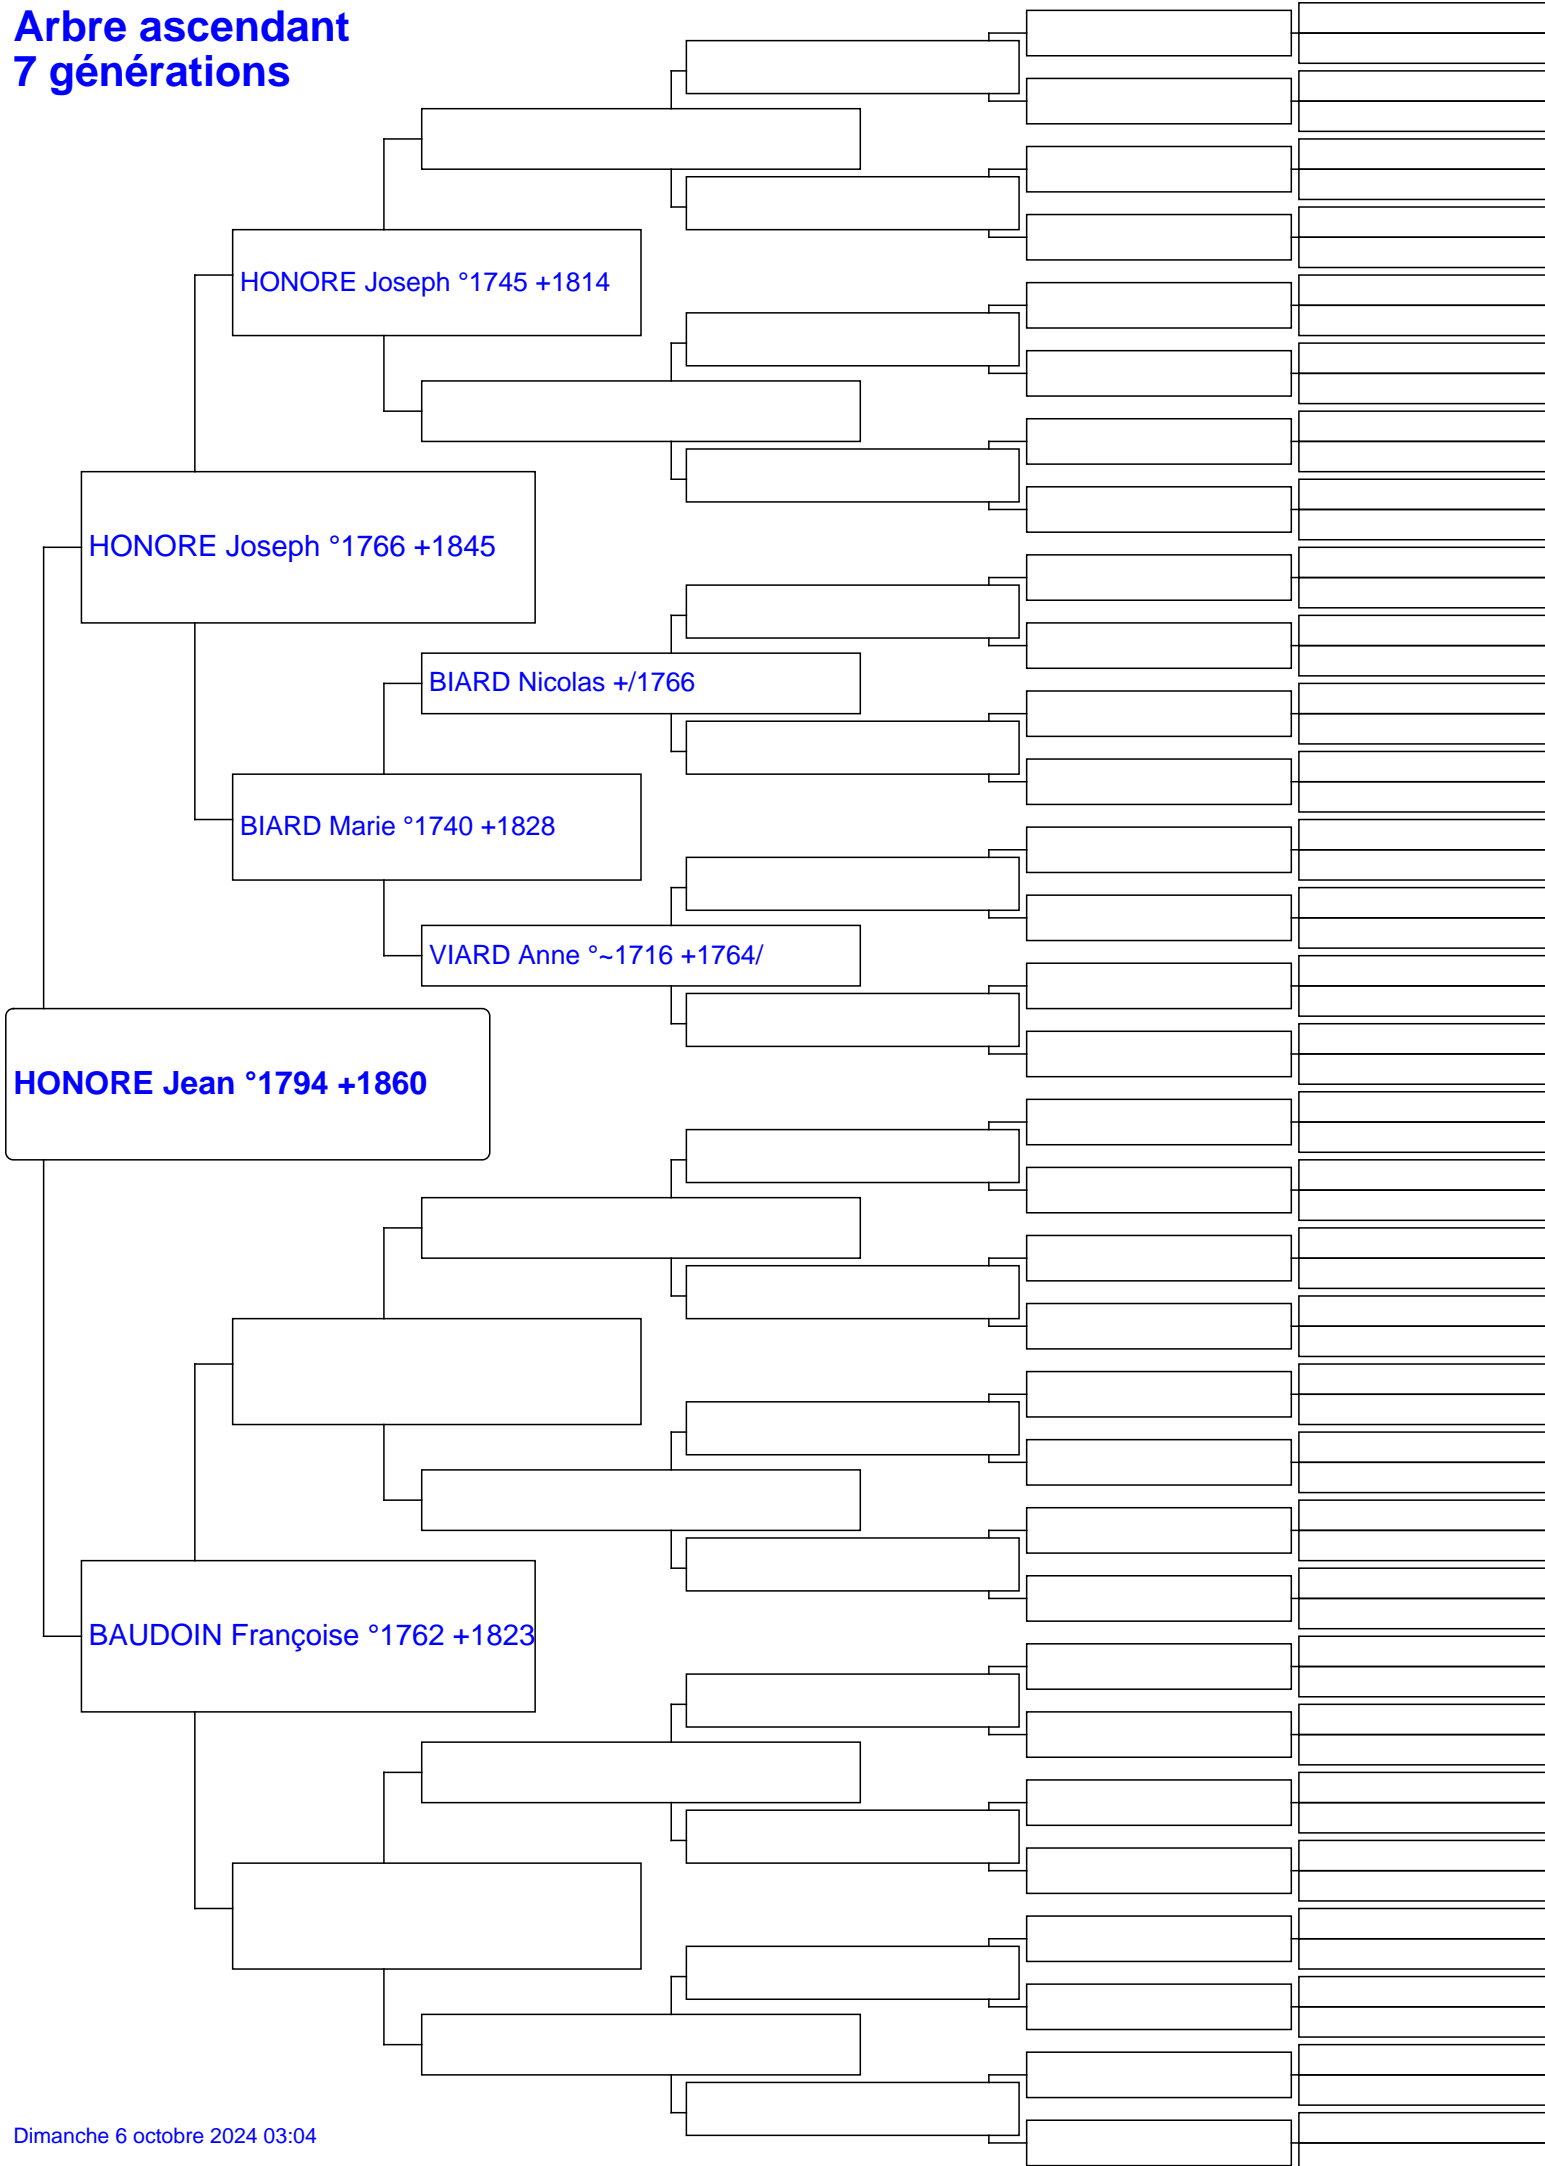 Arbre ascendant
7 générations
HONORE Joseph °1745 +1814
HONORE Joseph °1766 +1845
BIARD Nicolas +/1766
BIARD Marie °1740 +1828
VIARD Anne °~1716 +1764/
HONORE Jean °1794 +1860
BAUDOIN Françoise °1762 +1823
Dimanche 6 octobre 2024 03:04